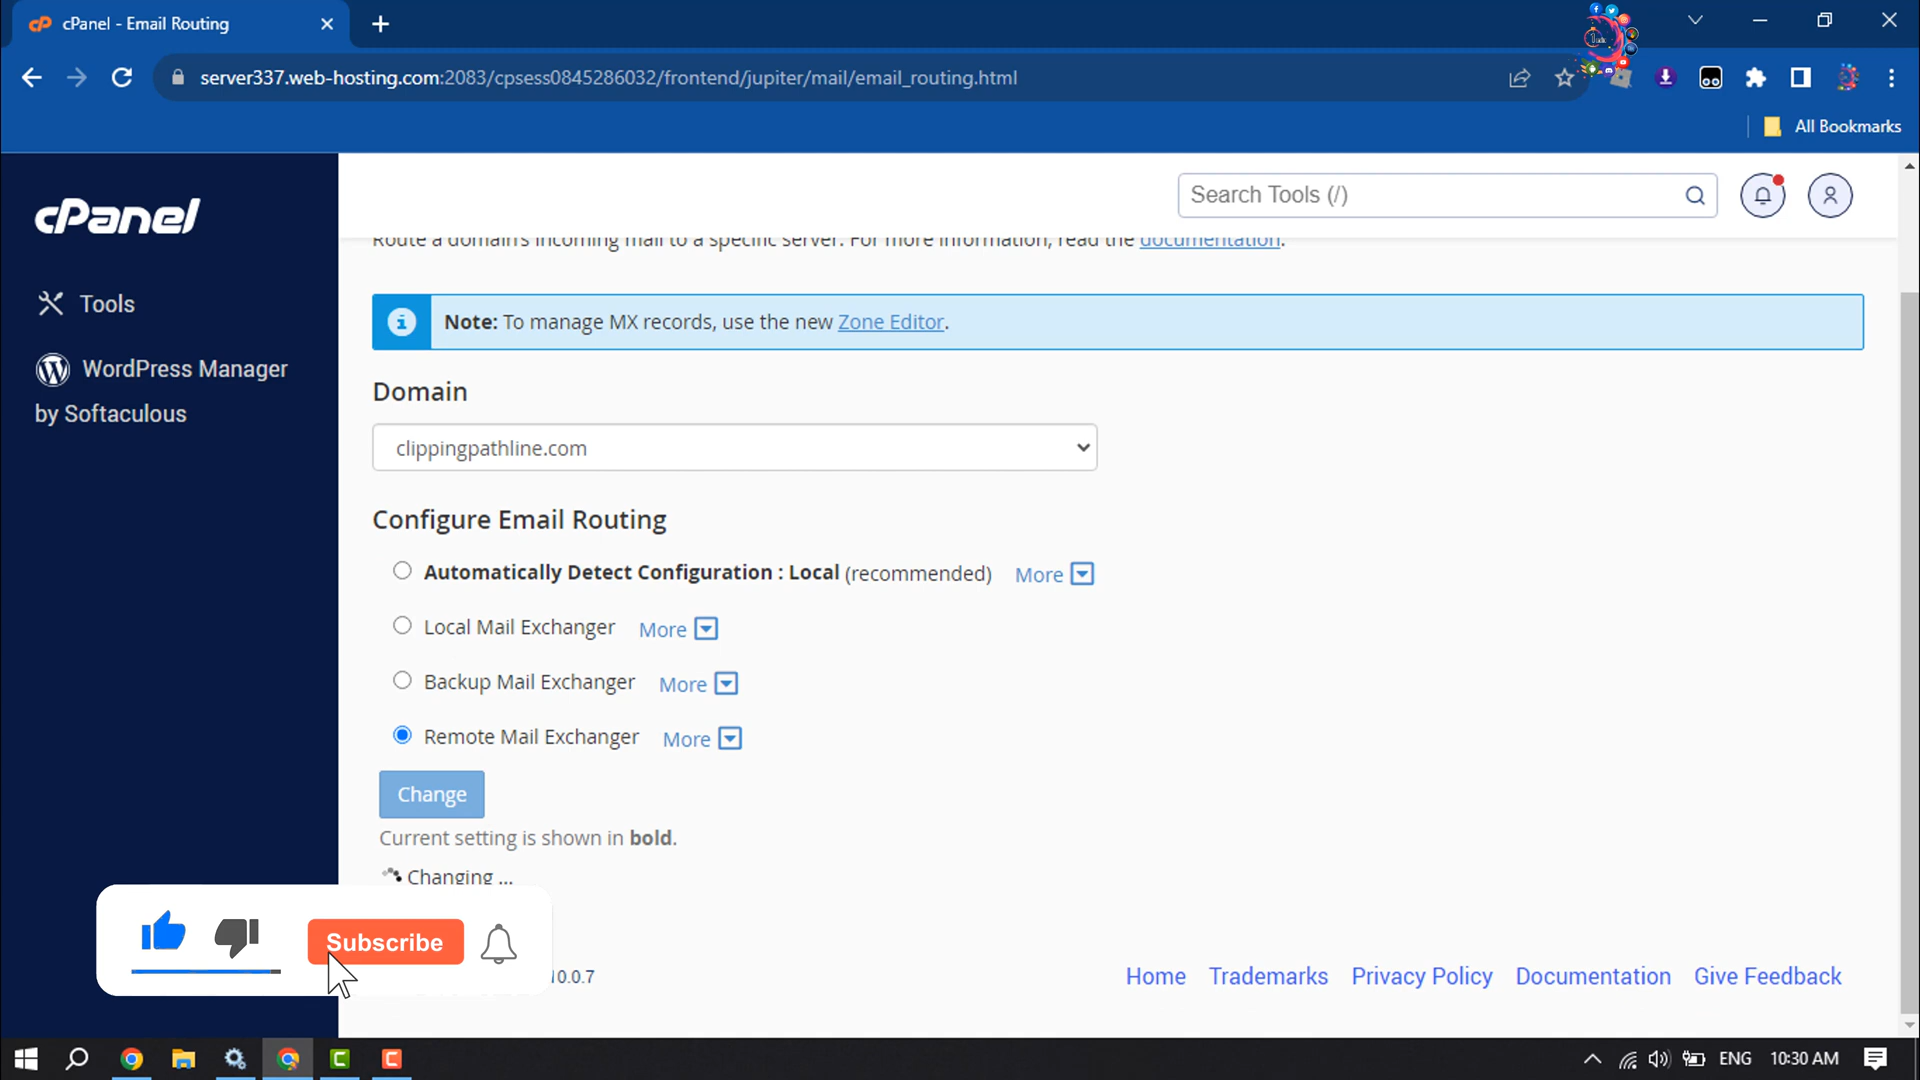 cPanel - Email Routing
server337.web-hosting.com:2083/cpsess0845286032/frontend/jupiter/mail/email_routing.html
All Bookmarks
cPanel
Search Tools (/)
Route a domain's incoming mail to a specific server. For more information, read the documentation.
Tools
Note: To manage MX records, use the new Zone Editor.
WordPress Manager
by Softaculous
Domain
clippingpathline.com
Configure Email Routing
Automatically Detect Configuration : Local (recommended) More
Local Mail Exchanger More
Backup Mail Exchanger More
Remote Mail Exchanger More
Change
Current setting is shown in bold.
Changing ...
Subscribe
10.0.7
Home Trademarks Privacy Policy Documentation Give Feedback
ENG 10:30 AM